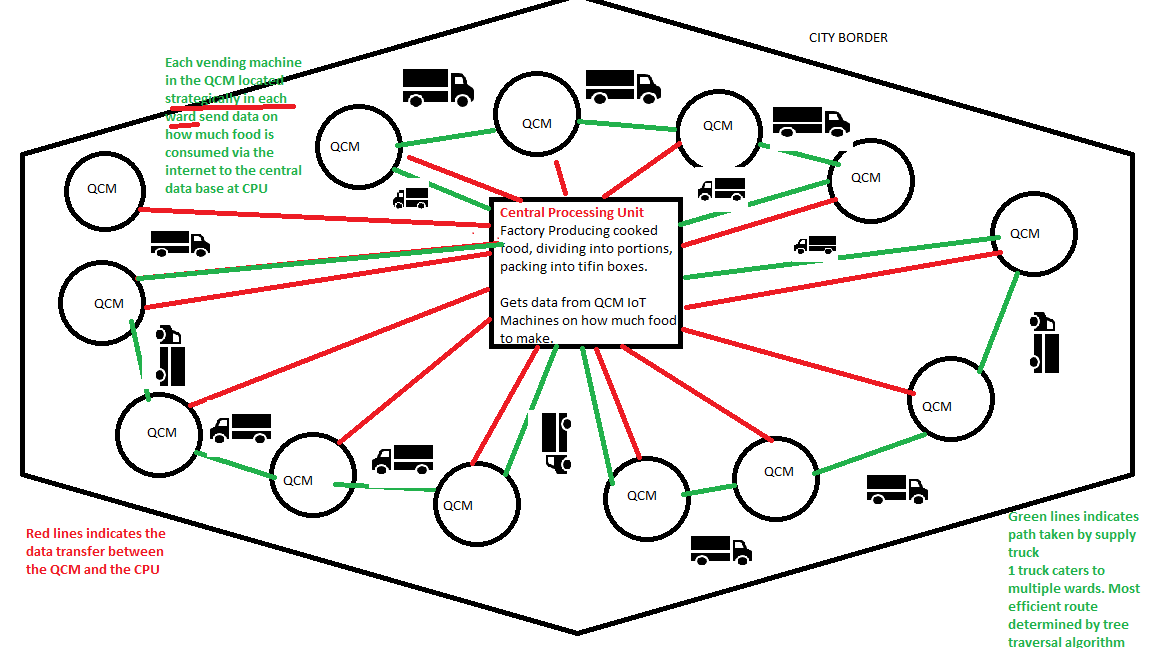 CITY BORDER
Each vending machine
in the QCM located
strategically in each
ward send data on
how much food is
consumed via the
internet to the central
data base at CPU
QCM
QCM
QCM
QCM
QCM
QCM
QCM
Central Processing Unit
Factory Producing cooked
food, dividing into portions,
packing into tifin boxes.
Gets data from QCM IoT
Machines on how much food
to make.
QCM
QCM
QCM
QCM
QCM
QCM
QCM
Red lines indicates the
data transfer between
the QCM and the CPU
Green lines indicates
path taken by supply
truck
1 truck caters to
multiple wards. Most
efficient route
determined by tree
traversal algorithm